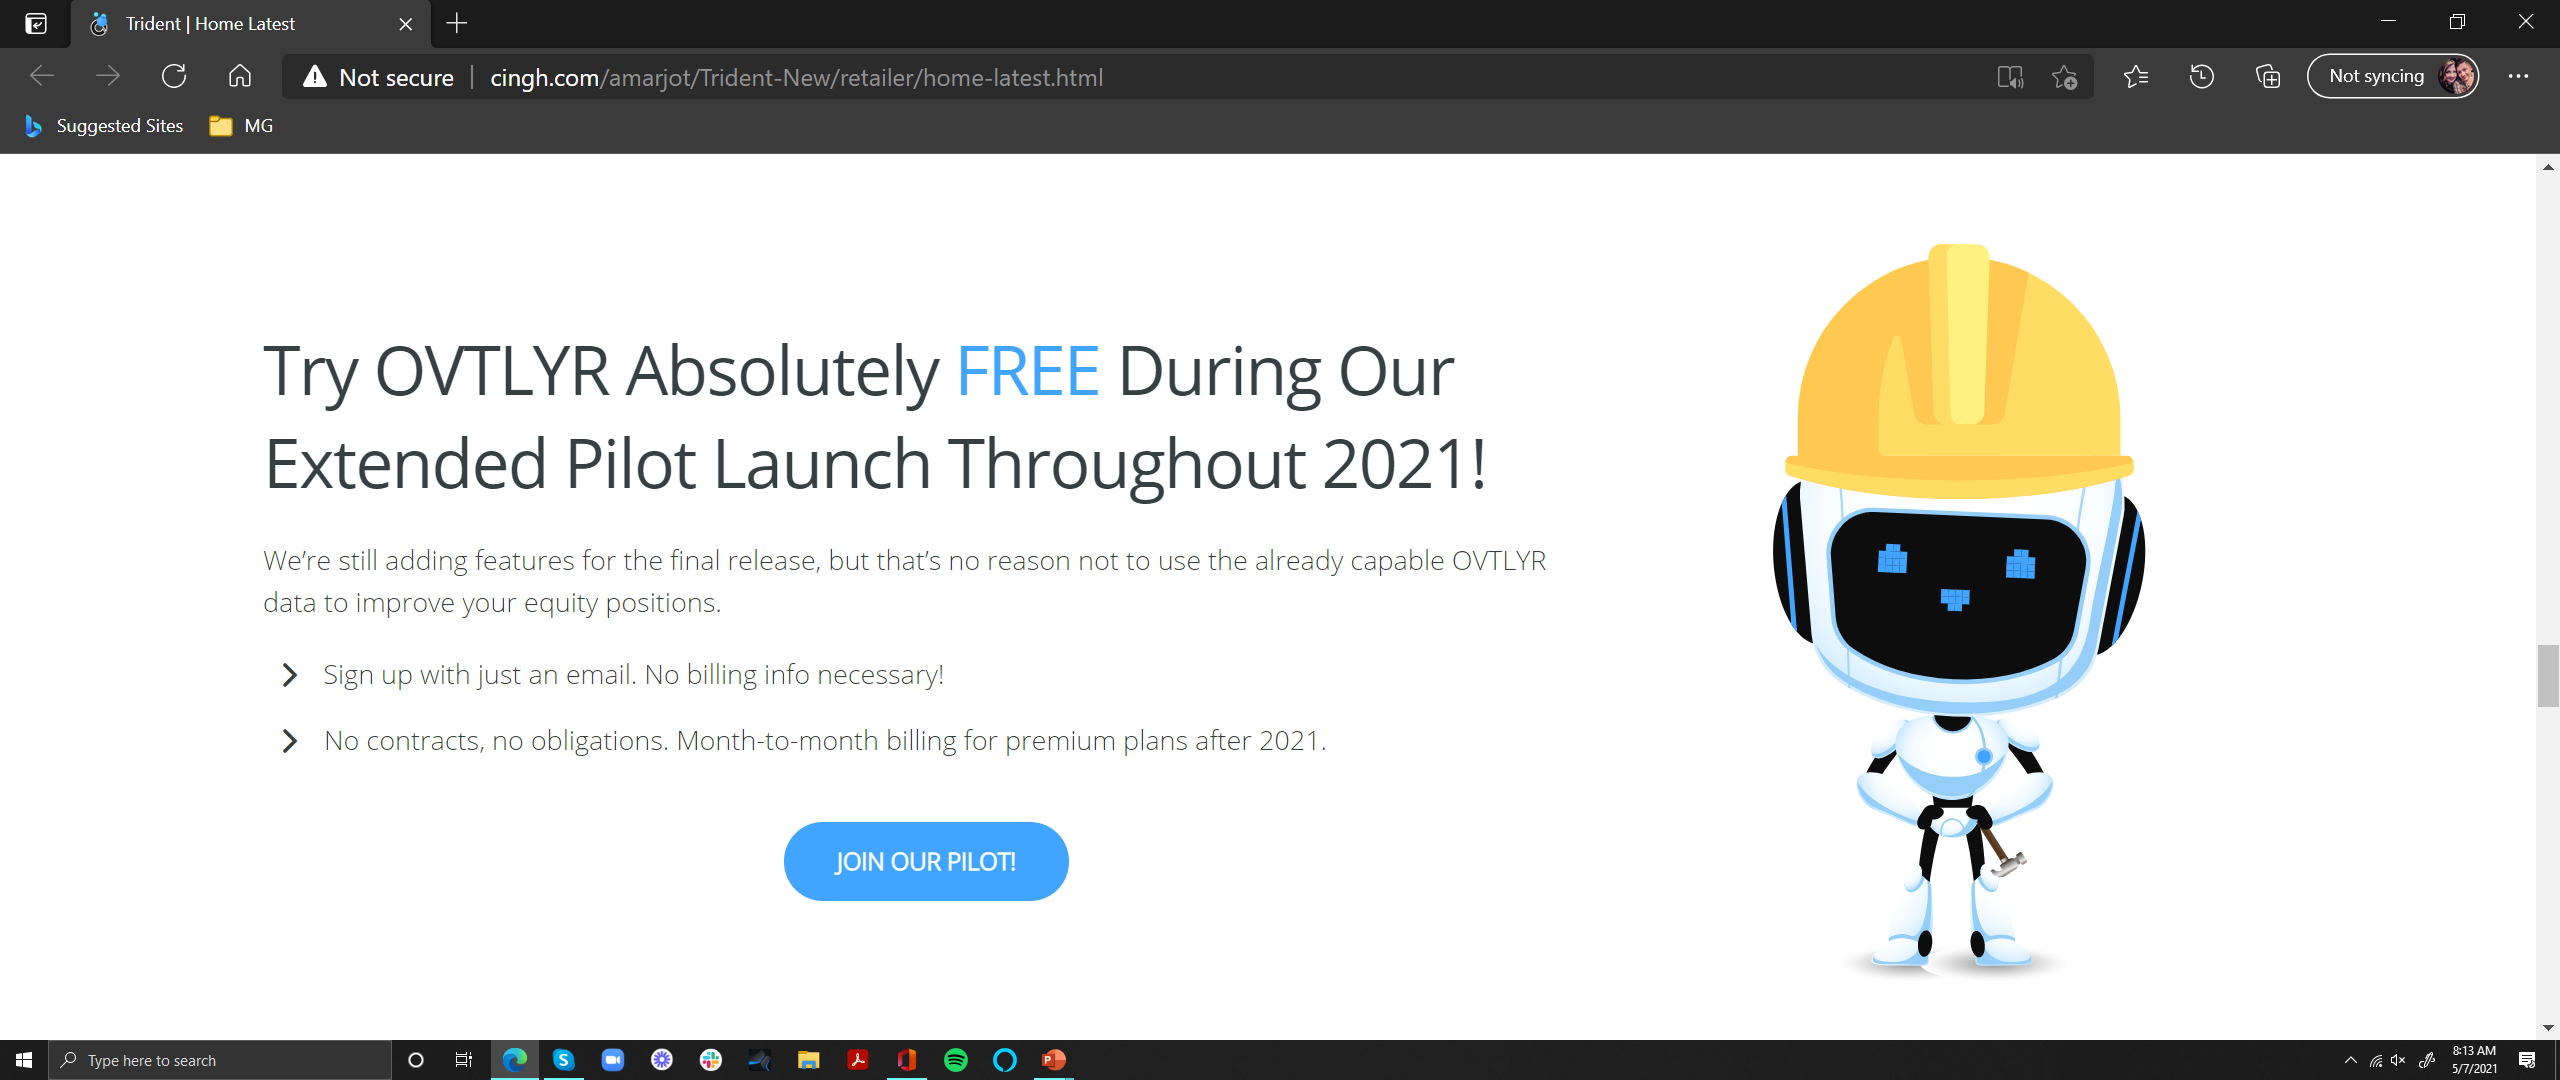 Trident | Home Latest
Not secure
cingh.com/amarjot/Trident-New/retailer/home-latest.html
Not syncing
Suggested Sites
MG
Try OVTLYR Absolutely FREE During Our
Extended Pilot Launch Throughout 2021!
We’re still adding features for the final release, but that’s no reason not to use the already capable OVTLYR
data to improve your equity positions.
Sign up with just an email. No billing info necessary!
No contracts, no obligations. Month-to-month billing for premium plans after 2021.
JOIN OUR PILOT!
Type here to search
8:13 AM
5/7/2021